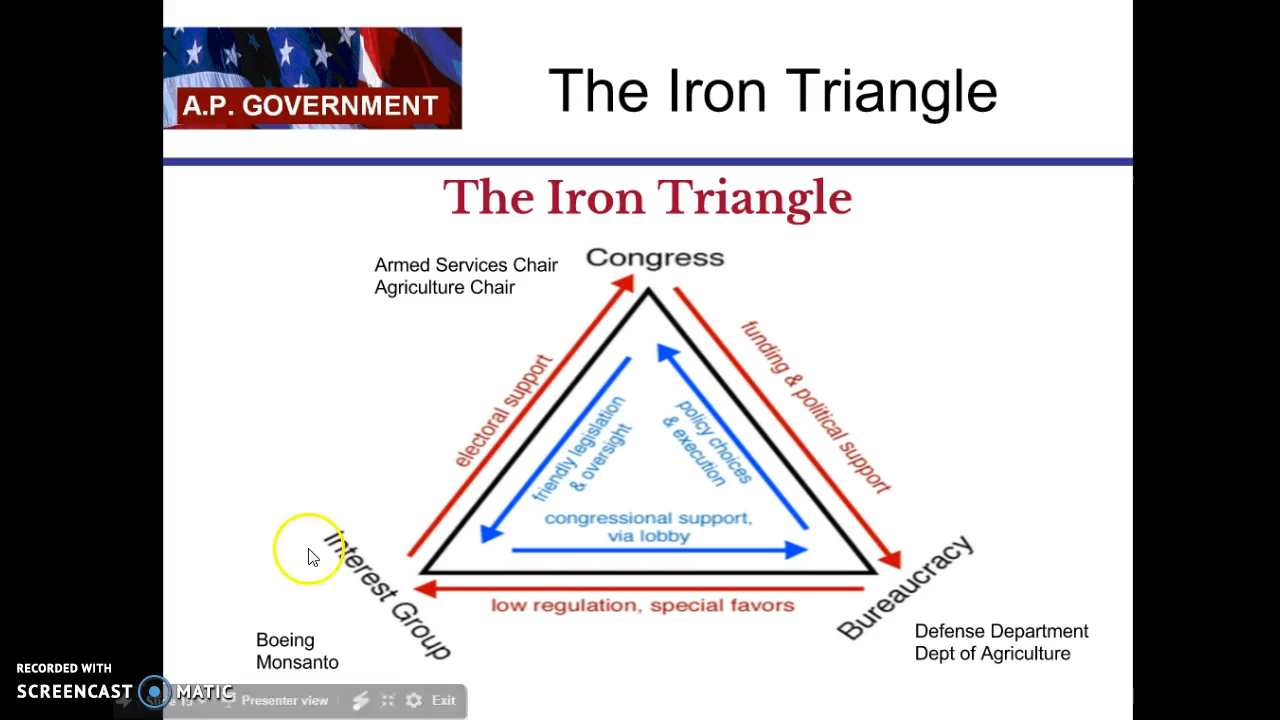 A.P. GOVERNMENT
The Iron Triangle
The Iron Triangle
Armed Services Chair
Agriculture Chair
Congress
electoral support
funding & political support
friendly legislation
& oversight
policy choices
& execution
congressional support,
via lobby
Interest Group
low regulation, special favors
Bureaucracy
Boeing
Monsanto
Defense Department
Dept of Agriculture
RECORDED WITH
SCREENCAST MATIC
Presenter view
Exit